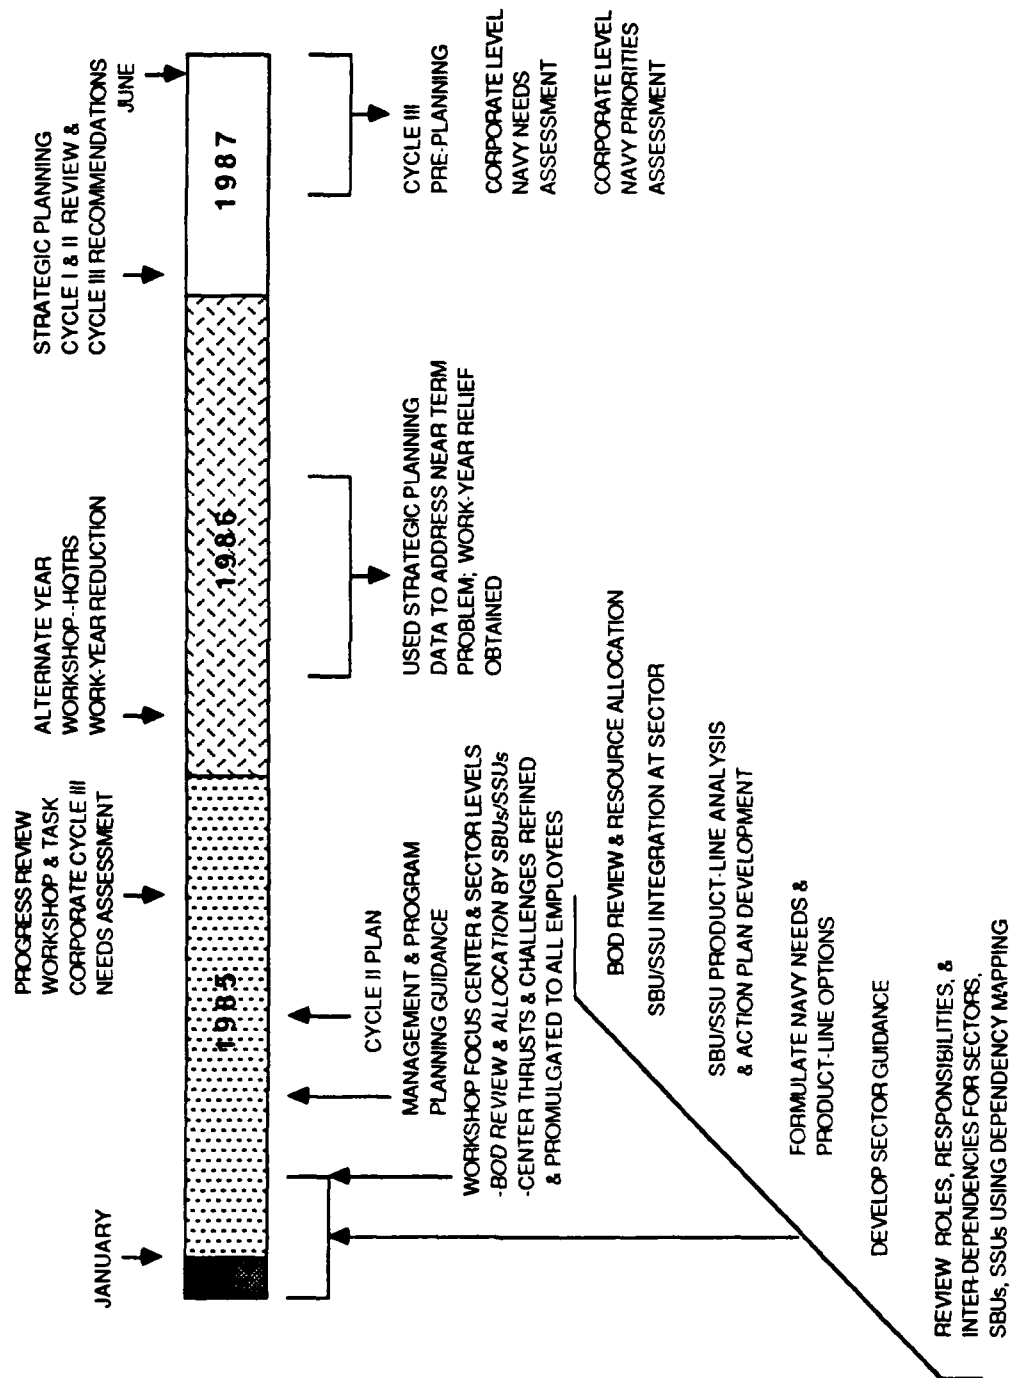 JANUARY
PROGRESS REVIEW
WORKSHOP & TASK
CORPORATE CYCLE III
NEEDS ASSESSMENT
ALTERNATE YEAR
WORKSHOP--HQTRS
WORK-YEAR REDUCTION
STRATEGIC PLANNING
CYCLE I & II REVIEW &
CYCLE III RECOMMENDATIONS
JUNE
1985
1986
1987
CYCLE II PLAN
MANAGEMENT & PROGRAM
PLANNING GUIDANCE
WORKSHOP FOCUS CENTER & SECTOR LEVELS
-BOD REVIEW & ALLOCATION BY SBUs/SSUs
-CENTER THRUSTS & CHALLENGES REFINED
& PROMULGATED TO ALL EMPLOYEES
USED STRATEGIC PLANNING
DATA TO ADDRESS NEAR TERM
PROBLEM; WORK-YEAR RELIEF
OBTAINED
CYCLE III
PRE-PLANNING
CORPORATE LEVEL
NAVY NEEDS
ASSESSMENT
CORPORATE LEVEL
NAVY PRIORITIES
ASSESSMENT
BOD REVIEW & RESOURCE ALLOCATION
SBU/SSU INTEGRATION AT SECTOR
SBU/SSU PRODUCT-LINE ANALYSIS
& ACTION PLAN DEVELOPMENT
FORMULATE NAVY NEEDS &
PRODUCT-LINE OPTIONS
DEVELOP SECTOR GUIDANCE
REVIEW ROLES, RESPONSIBILITIES, &
INTER-DEPENDENCIES FOR SECTORS,
SBUs, SSUs USING DEPENDENCY MAPPING